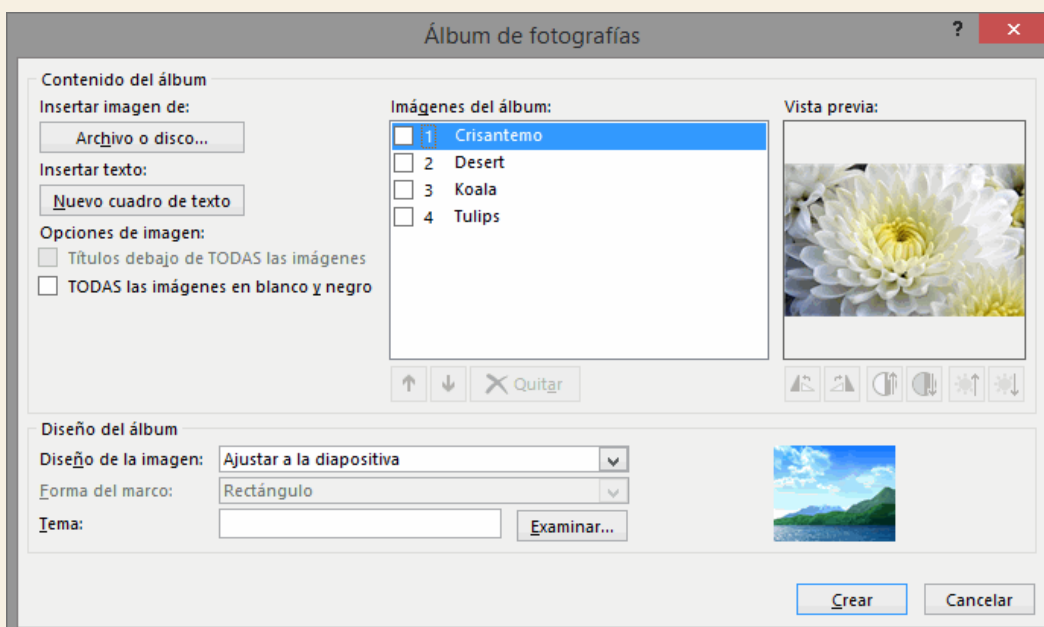 Álbum de fotografías
?
Contenido del álbum
Insertar imagen de:
Archivo o disco...
Insertar texto:
Nuevo cuadro de texto
Opciones de imagen:
Títulos debajo de TODAS las imágenes
TODAS las imágenes en blanco y negro
Imágenes del álbum:
1 Crisantemo
2 Desert
3 Koala
4 Tulips
Quitar
Vista previa:
Diseño del álbum
Diseño de la imagen: Ajustar a la diapositiva
Forma del marco: Rectángulo
Tema:
Examinar...
Crear
Cancelar